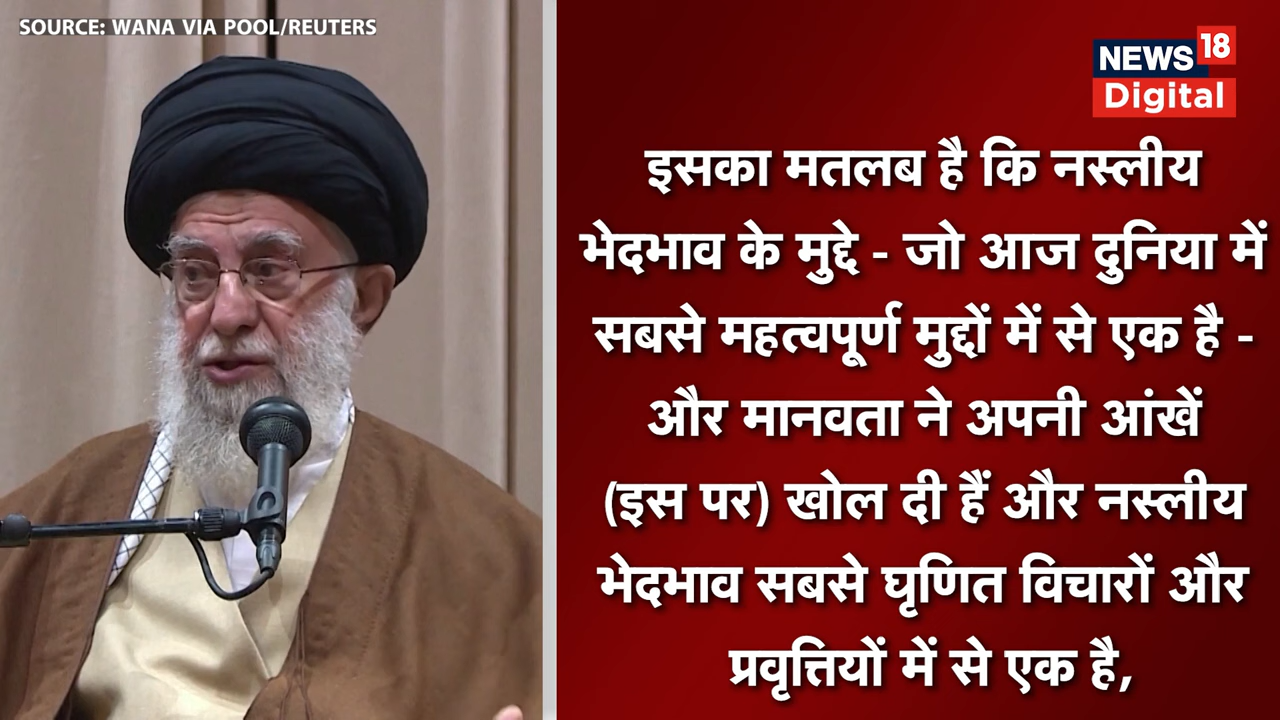 SOURCE: WANA VIA POOL/REUTERS
NEWS 18
Digital
इसका मतलब है कि नस्लीय
भेदभाव के मुद्दे - जो आज दुनिया में
सबसे महत्वपूर्ण मुद्दों में से एक है -
और मानवता ने अपनी आंखें
(इस पर) खोल दी हैं और नस्लीय
भेदभाव सबसे घृणित विचारों और
प्रवृत्तियों में से एक है,